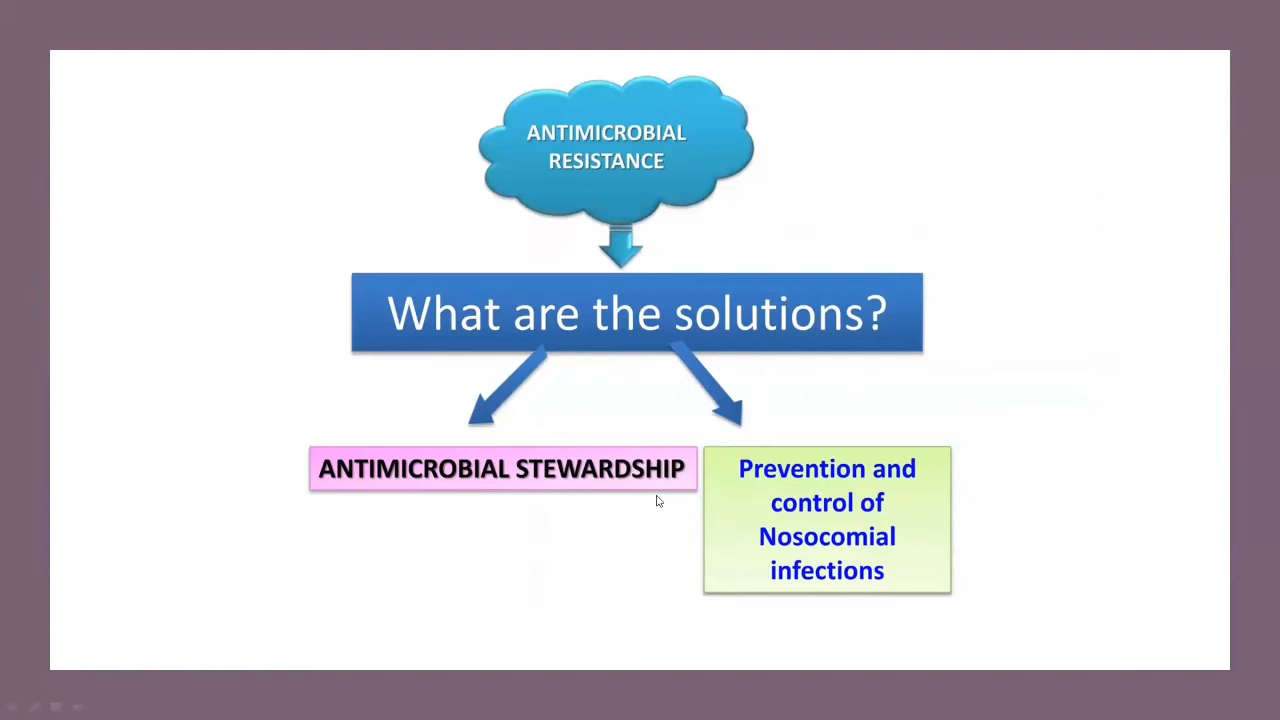 ANTIMICROBIAL
RESISTANCE
What are the solutions?
ANTIMICROBIAL STEWARDSHIP
Prevention and
control of
Nosocomial
infections